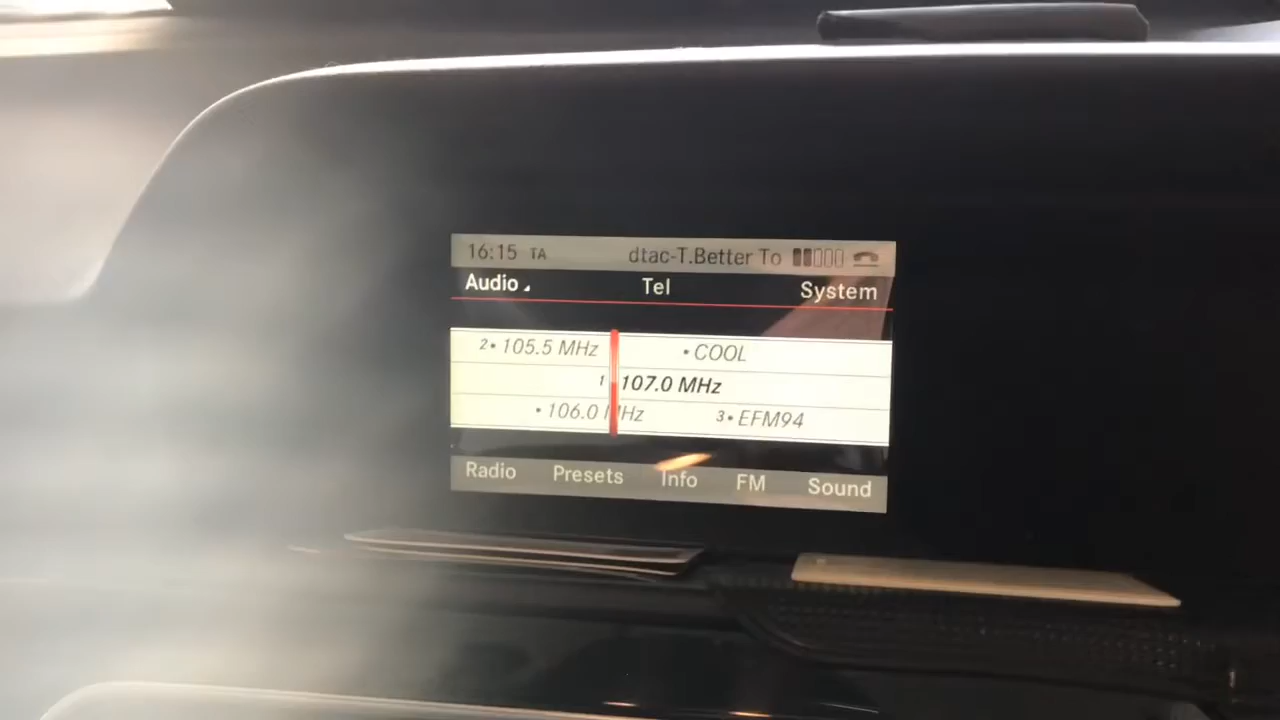 16:15 TA dtac-T.Better To
Audio Tel System
2• 105.5 MHz • COOL
1 107.0 MHz
• 106.0 MHz 3• EFM94
Radio Presets Info FM Sound